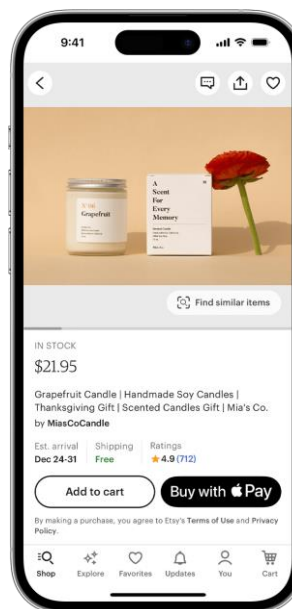 9:41
Grapefruit
A
Scent
For
Every
Memory
Find similar items
IN STOCK
$21.95
Grapefruit Candle | Handmade Soy Candles |
Thanksgiving Gift | Scented Candles Gift | Mia's Co.
by MiasCoCandle
Est. arrival Shipping Ratings
Dec 24-31 Free 4.9 (712)
Add to cart Buy with Pay
By making a purchase, you agree to Etsy's Terms of Use and Privacy
Policy.
Shop Explore Favorites Updates You Cart